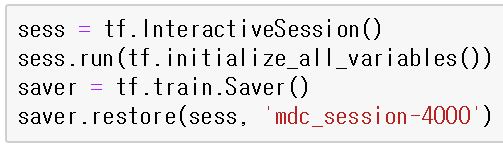 sess = tf.InteractiveSession()
sess.run(tf.initialize_all_variables())
saver = tf.train.Saver()
saver.restore(sess, 'mdc_session-4000')